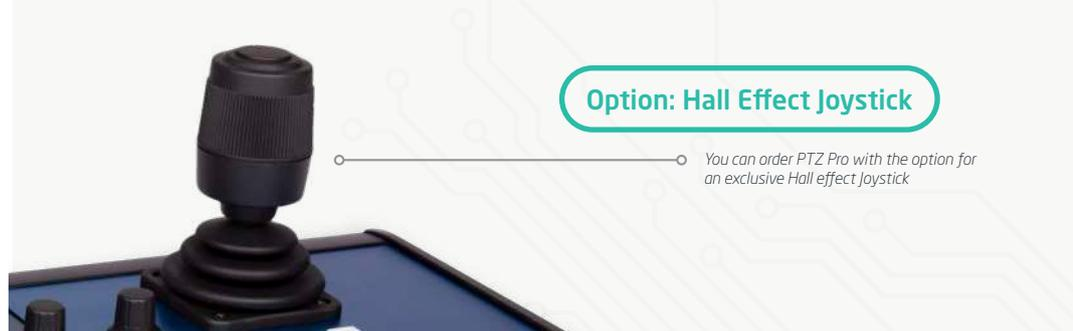 Option: Hall Effect Joystick
You can order PTZ Pro with the option for
an exclusive Hall effect Joystick